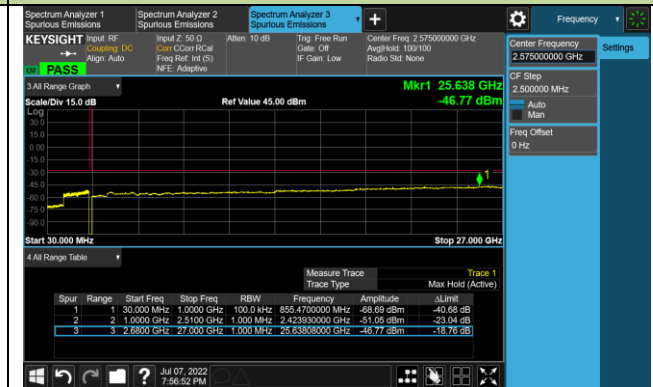 Spectrum Analyzer 1
Spurious Emissions
Spectrum Analyzer 2
Spurious Emissions
Spectrum Analyzer 3
Spurious Emissions
Frequency
KEYSIGHT
Input: RF
Coupling: DC
Align: Auto
Input Z: 50 Ω
Corr CCorr RCal
Freq Ref: Int (S)
NFE: Adaptive
Atten: 10 dB
Trig: Free Run
Gate: Off
IF Gain: Low
Center Freq: 2.575000000 GHz
Avg|Hold: 100/100
Radio Std: None
PASS
3 All Range Graph
Mkr1 25.638 GHz
Scale/Div 15.0 dB
Ref Value 45.00 dBm
-46.77 dBm
Log
30.0
15.0
0.00
-15.0
-30.0
-45.0
-60.0
-75.0
-90.0
1
Start 30.000 MHz
Stop 27.000 GHz
4 All Range Table
Measure Trace Trace 1
Trace Type Max Hold (Active)
Spur Range Start Freq Stop Freq RBW Frequency Amplitude ΔLimit
1 1 30.000 MHz 1.0000 GHz 100.0 kHz 855.4700000 MHz -68.69 dBm -40.68 dB
2 2 1.0000 GHz 2.5100 GHz 1.000 MHz 2.423930000 GHz -51.05 dBm -23.04 dB
3 3 2.6800 GHz 27.000 GHz 1.000 MHz 25.63808000 GHz -46.77 dBm -18.76 dB
Center Frequency
2.575000000 GHz
Settings
CF Step
2.500000 MHz
Auto
Man
Freq Offset
0 Hz
Jul 07, 2022
7:56:52 PM